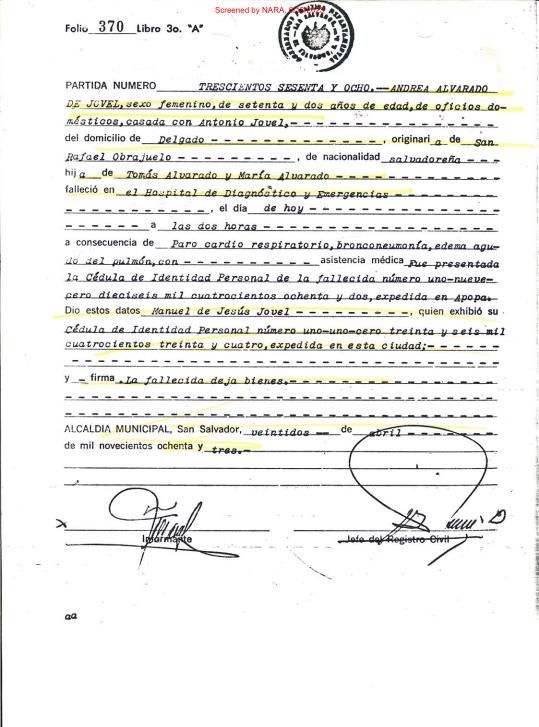 Screened by NARA,
Folio 370 Libro 3o. "A"
PARTIDA NUMERO TRESCIENTOS SESENTA Y OCHO.—ANDREA ALVARADO
DE JOVEL, sexo femenino, de setenta y dos años de edad, de oficios do-
mésticos, casada con Antonio Jovel,
del domicilio de Delgado, originaria de San
Rafael Obrajuelo, de nacionalidad salvadoreña
hija de Tomás Alvarado y María Alvarado
falleció en el Hospital de Diagnóstico y Emergencias
, el día de hoy
a las dos horas
a consecuencia de Paro cardio respiratorio, bronconeumonía, edema agu-
do del pulmón, con asistencia médica Fue presentada
la Cédula de Identidad Personal de la fallecida número uno-nueve-
cero dieciseis mil cuatrocientos ochenta y dos, expedida en Apopa.
Dio estos datos Manuel de Jesús Jovel, quien exhibió su
Cédula de Identidad Personal número uno-uno-cero treinta y seis mil
cuatrocientos treinta y cuatro, expedida en esta ciudad;
y - firma. La fallecida deja bienes.
ALCALDIA MUNICIPAL, San Salvador, veintidos de abril
de mil novecientos ochenta y tres.-
x
Informante Jefe del Registro Civil
aa